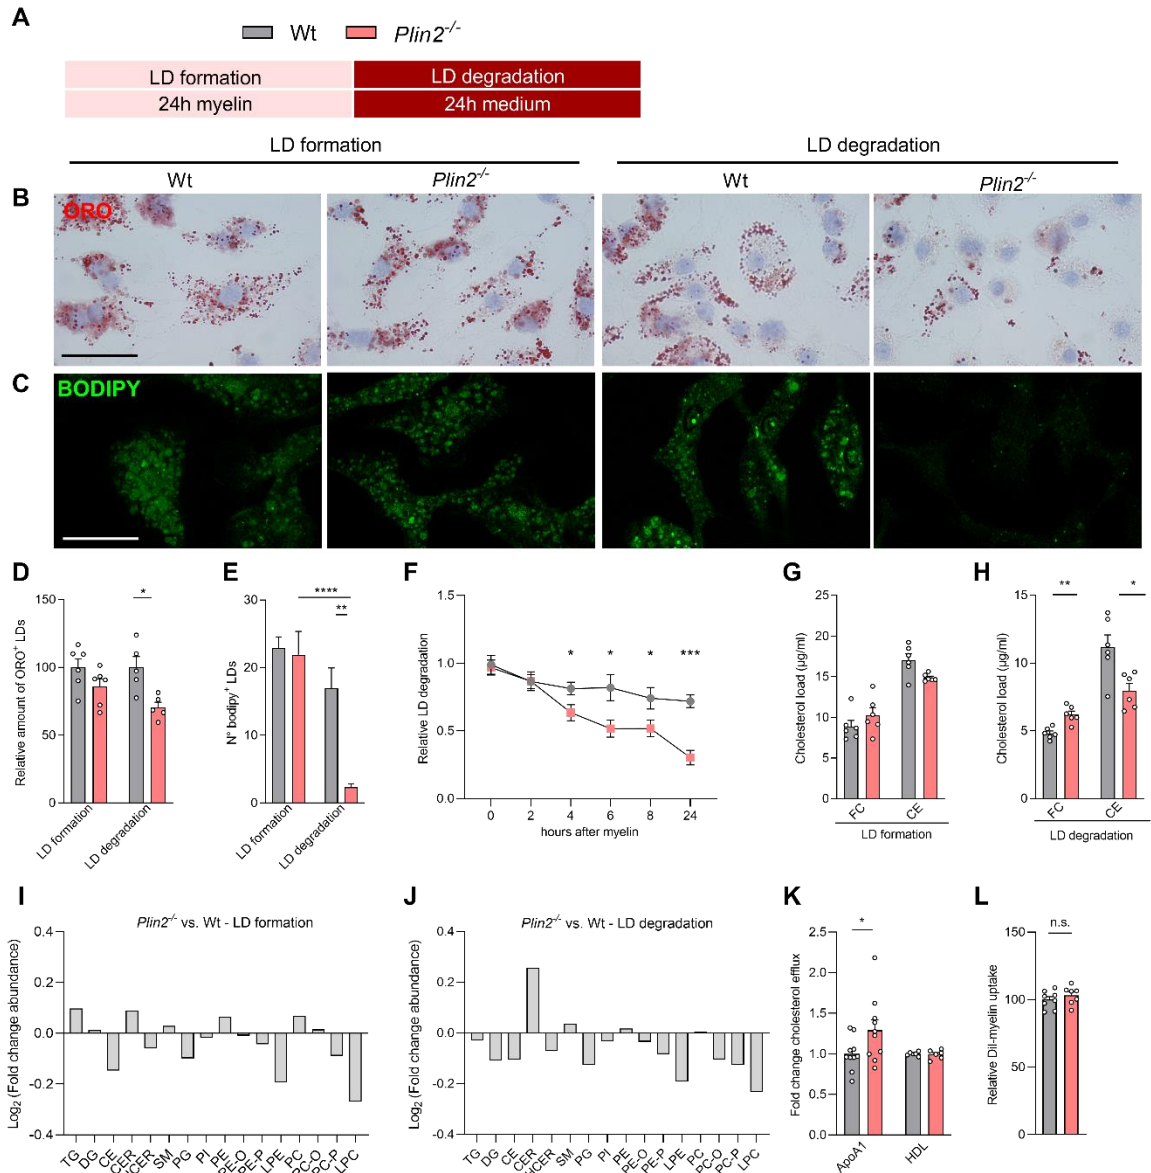 A
Wt Plin2-/-
LD formation LD degradation
24h myelin 24h medium
LD formation LD degradation
Wt Plin2-/- Wt Plin2-/-
B
ORO
C
BODIPY
D
Relative amount of ORO+ LDs
150
100
50
0
*
LD formation
LD degradation
E
N° bodipy+ LDs
30
20
10
0
****
**
LD formation
LD degradation
F
Relative LD degradation
1.5
1.0
0.5
0.0
* * * ***
0 2 4 6 8 24
hours after myelin
G
Cholesterol load (µg/ml)
25
20
15
10
5
0
FC CE
LD formation
H
Cholesterol load (µg/ml)
15
10
5
0
** *
FC CE
LD degradation
I
Plin2-/- vs. Wt - LD formation
Log2 (Fold change abundance)
0.4
0.2
0.0
-0.2
-0.4
TG DG CE CER HCER SM PG PI PE PE-O PE-P LPE PC PC-O PC-P LPC
J
Plin2-/- vs. Wt - LD degradation
Log2 (Fold change abundance)
0.4
0.2
0.0
-0.2
-0.4
TG DG CE CER HCER SM PG PI PE PE-O PE-P LPE PC PC-O PC-P LPC
K
Fold change cholesterol efflux
2.5
2.0
1.5
1.0
0.5
0.0
*
ApoA1 HDL
L
Relative Dil-myelin uptake
150
100
50
0
n.s.